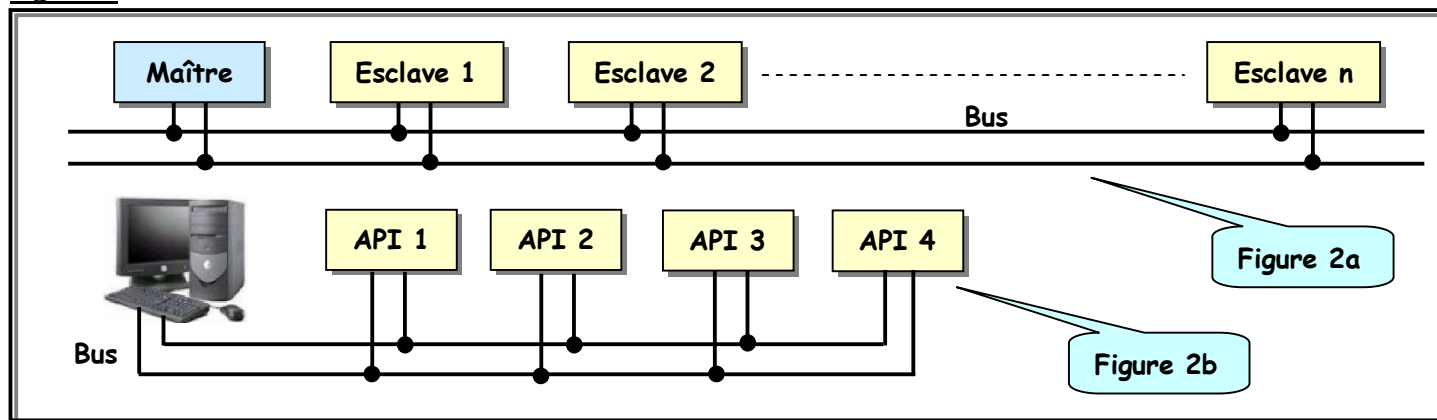 Maître Esclave 1 Esclave 2 Esclave n
Bus
API 1 API 2 API 3 API 4
Figure 2a
Bus
Figure 2b